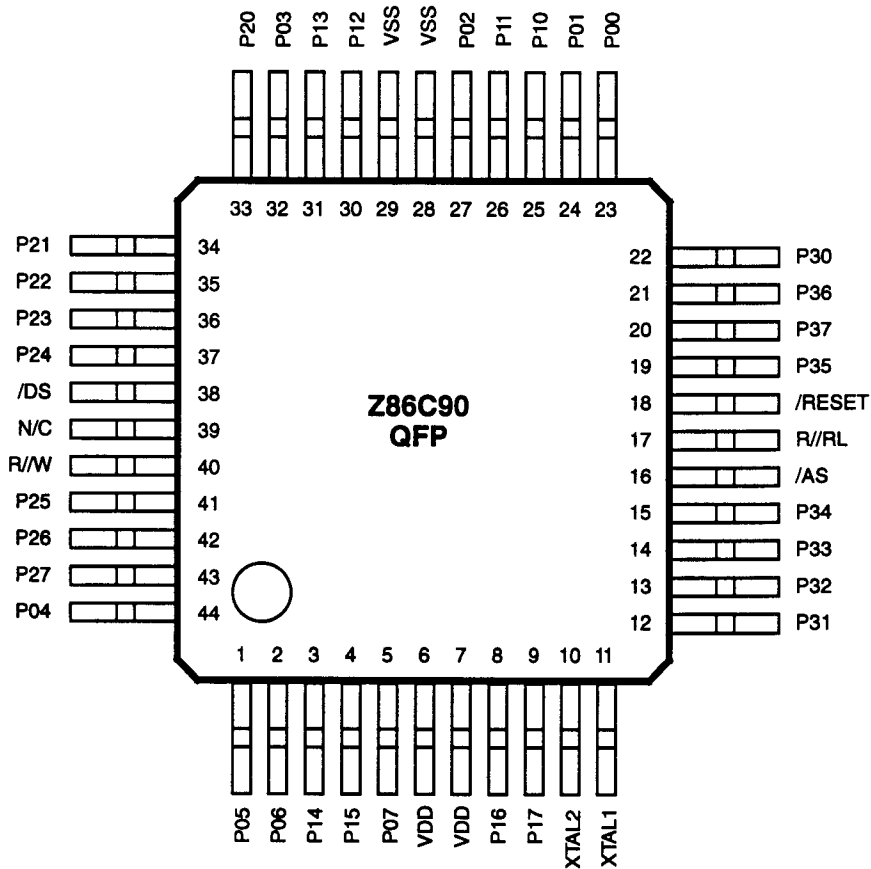 P20 P03 P13 P12 VSS VSS P02 P11 P10 P01 P00
33 32 31 30 29 28 27 26 25 24 23
P21 34
P22 35
P23 36
P24 37
/DS 38
N/C 39
R//W 40
P25 41
P26 42
P27 43
P04 44
Z86C90
QFP
22 P30
21 P36
20 P37
19 P35
18 /RESET
17 R//RL
16 /AS
15 P34
14 P33
13 P32
12 P31
1 2 3 4 5 6 7 8 9 10 11
P05 P06 P14 P15 P07 VDD VDD P16 P17 XTAL2 XTAL1